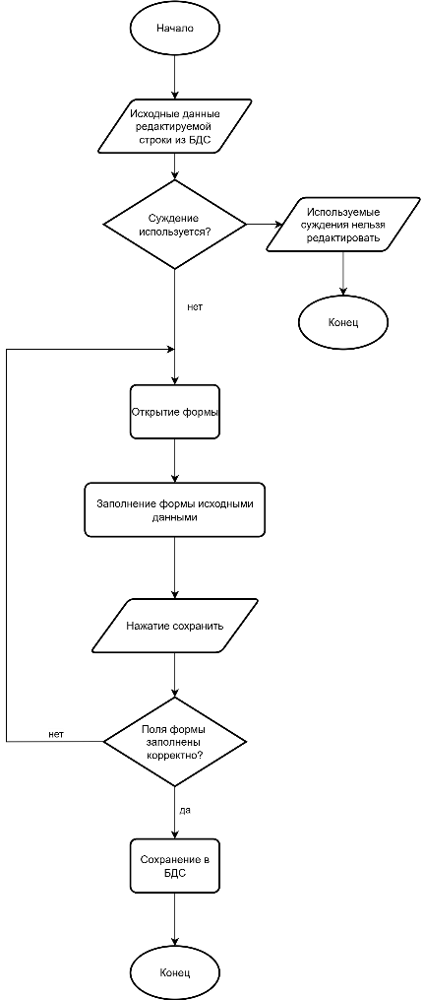 Начало
Исходные данные
редактируемой
строки из БДС
Суждение
используется?
Используемые
суждения нельзя
редактировать
Конец
нет
Открытие формы
Заполнение формы исходными
данными
Нажатие сохранить
Поля формы
заполнены
корректно?
нет
да
Сохранение в
БДС
Конец